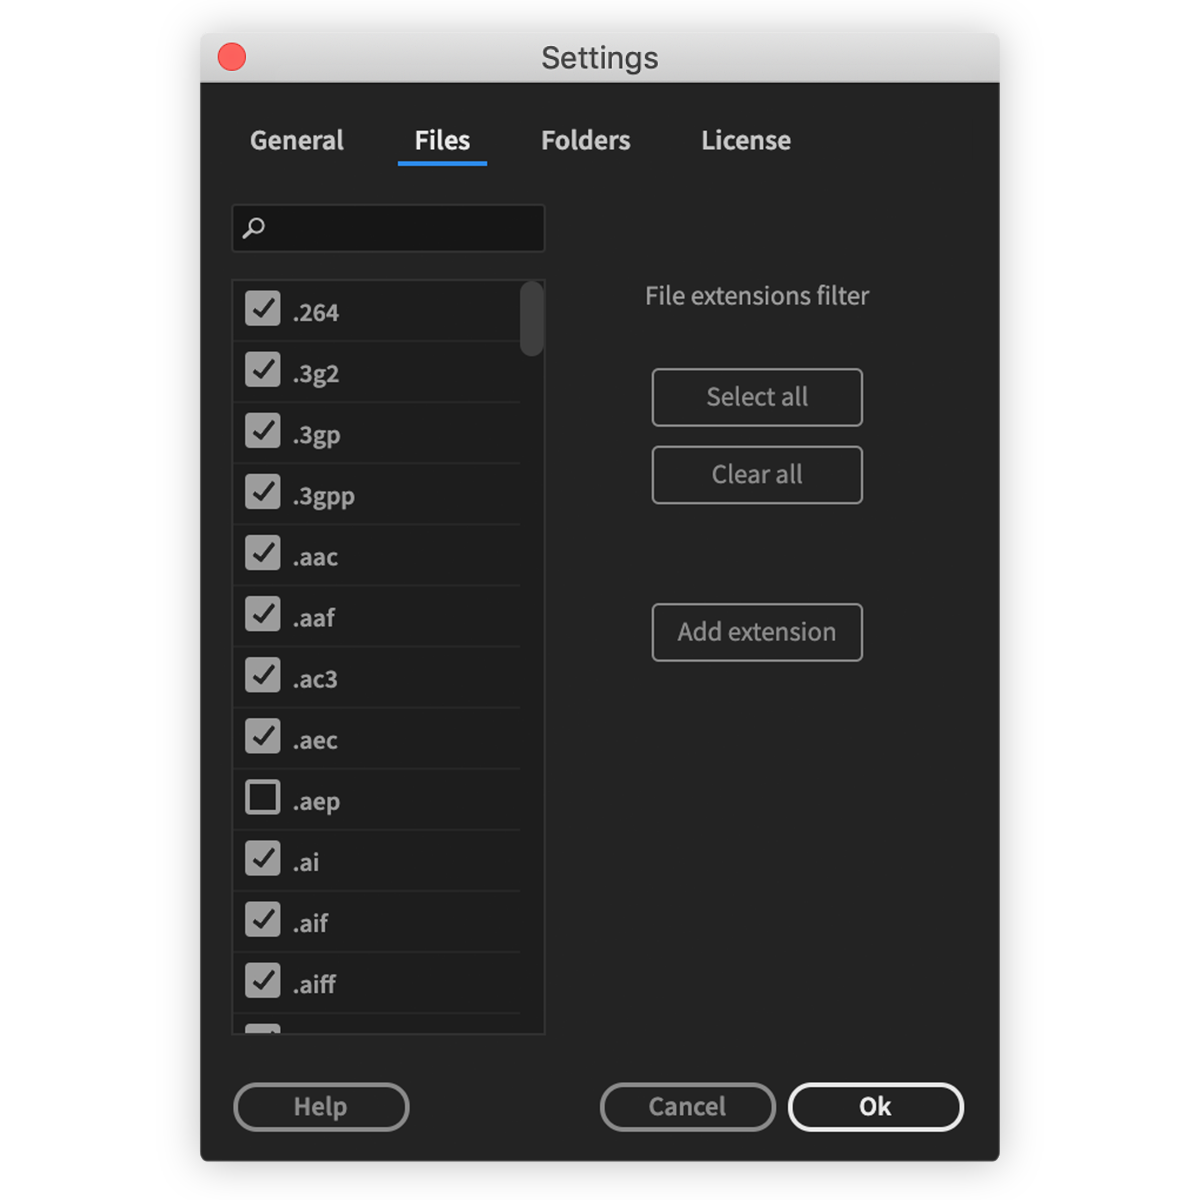 Settings
General Files Folders License
.264
.3g2
.3gp
.3gpp
.aac
.aaf
.ac3
.aec
.aep
.ai
.aif
.aiff
File extensions filter
Select all
Clear all
Add extension
Help Cancel Ok